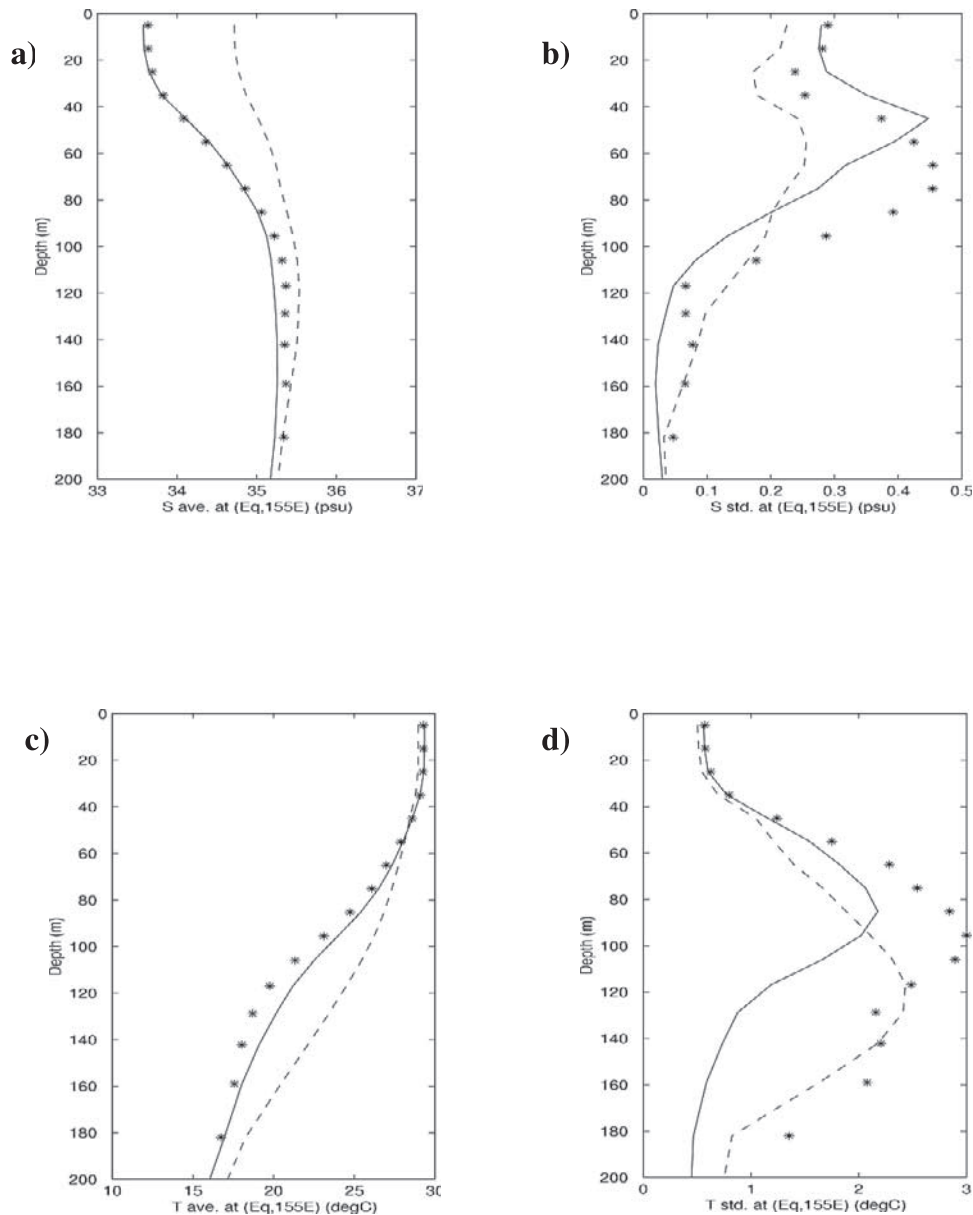 a)
0
20
40
60
80
100
120
140
160
180
200
Depth (m)
33 34 35 36 37
S ave. at (Eq,155E) (psu)
b)
0
20
40
60
80
100
120
140
160
180
200
Depth (m)
0 0.1 0.2 0.3 0.4 0.5
S std. at (Eq,155E) (psu)
c)
0
20
40
60
80
100
120
140
160
180
200
Depth (m)
10 15 20 25 30
T ave. at (Eq,155E) (degC)
d)
0
20
40
60
80
100
120
140
160
180
200
Depth (m)
0 1 2 3
T std. at (Eq,155E) (degC)